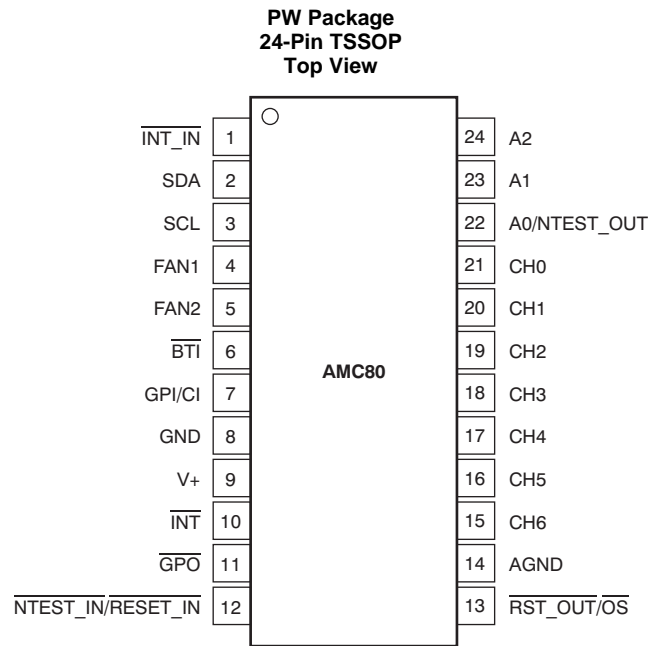 PW Package
24-Pin TSSOP
Top View
INT_IN 1 24 A2
SDA 2 23 A1
SCL 3 22 A0/NTEST_OUT
FAN1 4 21 CH0
FAN2 5 20 CH1
BTI 6 19 CH2
AMC80
GPI/CI 7 18 CH3
GND 8 17 CH4
V+ 9 16 CH5
INT 10 15 CH6
GPO 11 14 AGND
NTEST_IN/RESET_IN 12 13 RST_OUT/OS